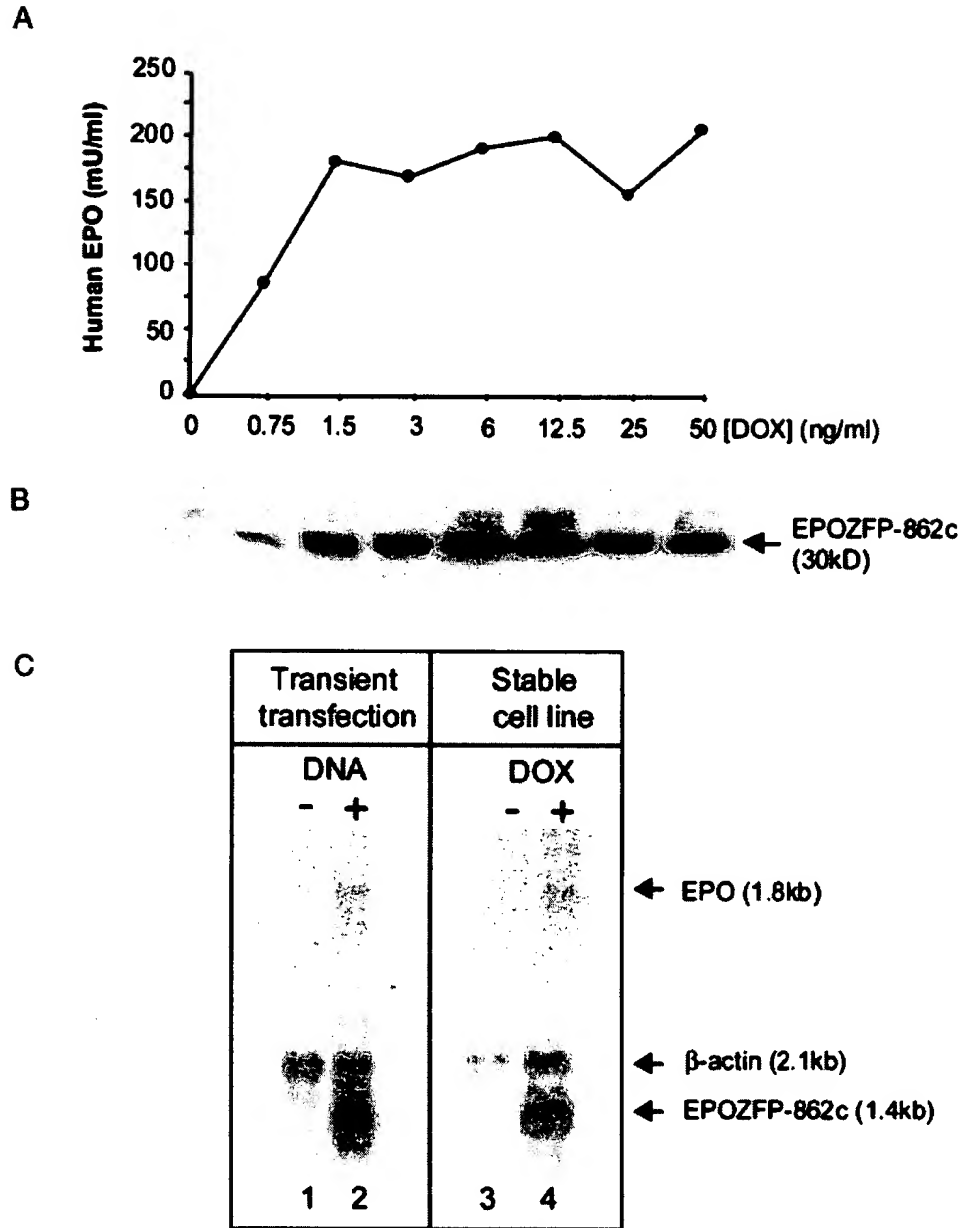 A
250
200
150
100
50
0
Human EPO (mU/ml)
0 0.75 1.5 3 6 12.5 25 50 [DOX] (ng/ml)
B
EPOZFP-862c
(30kD)
C
Transient
transfection
Stable
cell line
DNA
- +
DOX
- +
EPO (1.8kb)
β-actin (2.1kb)
EPOZFP-862c (1.4kb)
1 2 3 4